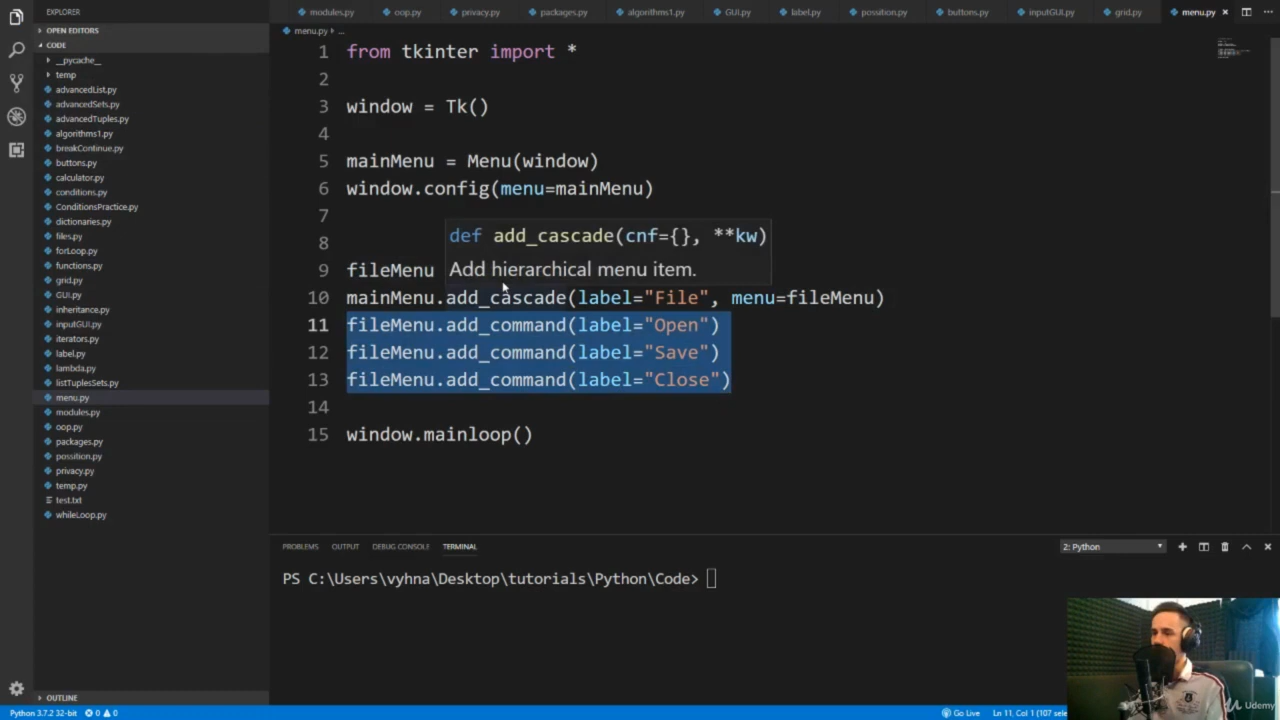 EXPLORER
OPEN EDITORS
CODE
__pycache__
temp
advancedList.py
advancedSets.py
advancedTuples.py
algorithms1.py
breakContinue.py
buttons.py
calculator.py
conditions.py
ConditionsPractice.py
dictionaries.py
files.py
forLoop.py
functions.py
grid.py
GUI.py
inheritance.py
inputGUI.py
iterators.py
label.py
lambda.py
listTuplesSets.py
menu.py
modules.py
oop.py
packages.py
possition.py
privacy.py
temp.py
test.txt
whileLoop.py
OUTLINE
modules.py oop.py privacy.py packages.py algorithms1.py GUI.py label.py possition.py buttons.py inputGUI.py grid.py menu.py
menu.py ...
1 from tkinter import *
2
3 window = Tk()
4
5 mainMenu = Menu(window)
6 window.config(menu=mainMenu)
7
8
def add_cascade(cnf={}, **kw)
Add hierarchical menu item.
9 fileMenu
10 mainMenu.add_cascade(label="File", menu=fileMenu)
11 fileMenu.add_command(label="Open")
12 fileMenu.add_command(label="Save")
13 fileMenu.add_command(label="Close")
14
15 window.mainloop()
PROBLEMS OUTPUT DEBUG CONSOLE TERMINAL 2: Python
PS C:\Users\vyhna\Desktop\tutorials\Python\Code>
Udemy
Python 3.7.2 32-bit 0 0 Go Live Ln 11, Col 1 (107 sele